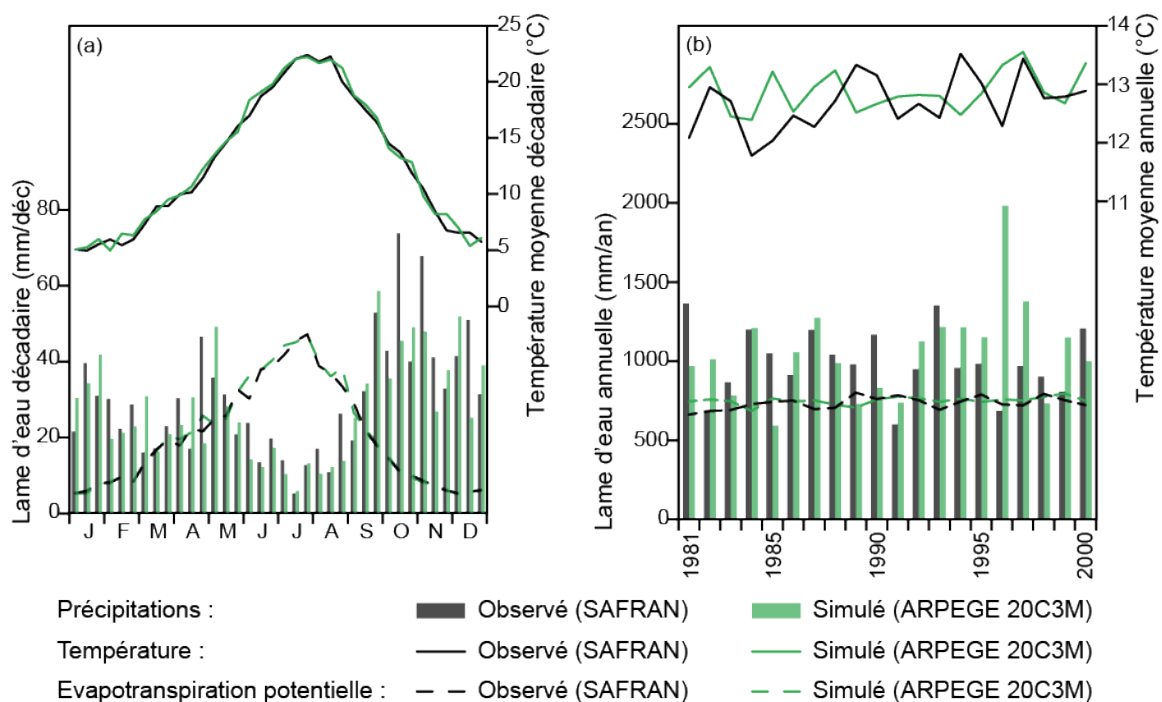 (a)
Lame d'eau décadaire (mm/déc)
80
60
40
20
0
J F M A M J J A S O N D
25
20
15
10
5
0
Température moyenne décadaire (°C)
(b)
Lame d'eau annuelle (mm/an)
2500
2000
1500
1000
500
0
1981 1985 1990 1995 2000
14
13
12
11
Température moyenne annuelle (°C)
Précipitations : Observé (SAFRAN) Simulé (ARPEGE 20C3M)
Température : Observé (SAFRAN) Simulé (ARPEGE 20C3M)
Evapotranspiration potentielle : Observé (SAFRAN) Simulé (ARPEGE 20C3M)